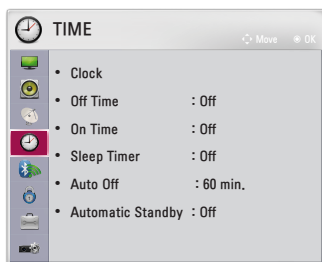 TIME
Move OK
• Clock
• Off Time : Off
• On Time : Off
• Sleep Timer : Off
• Auto Off : 60 min.
• Automatic Standby : Off